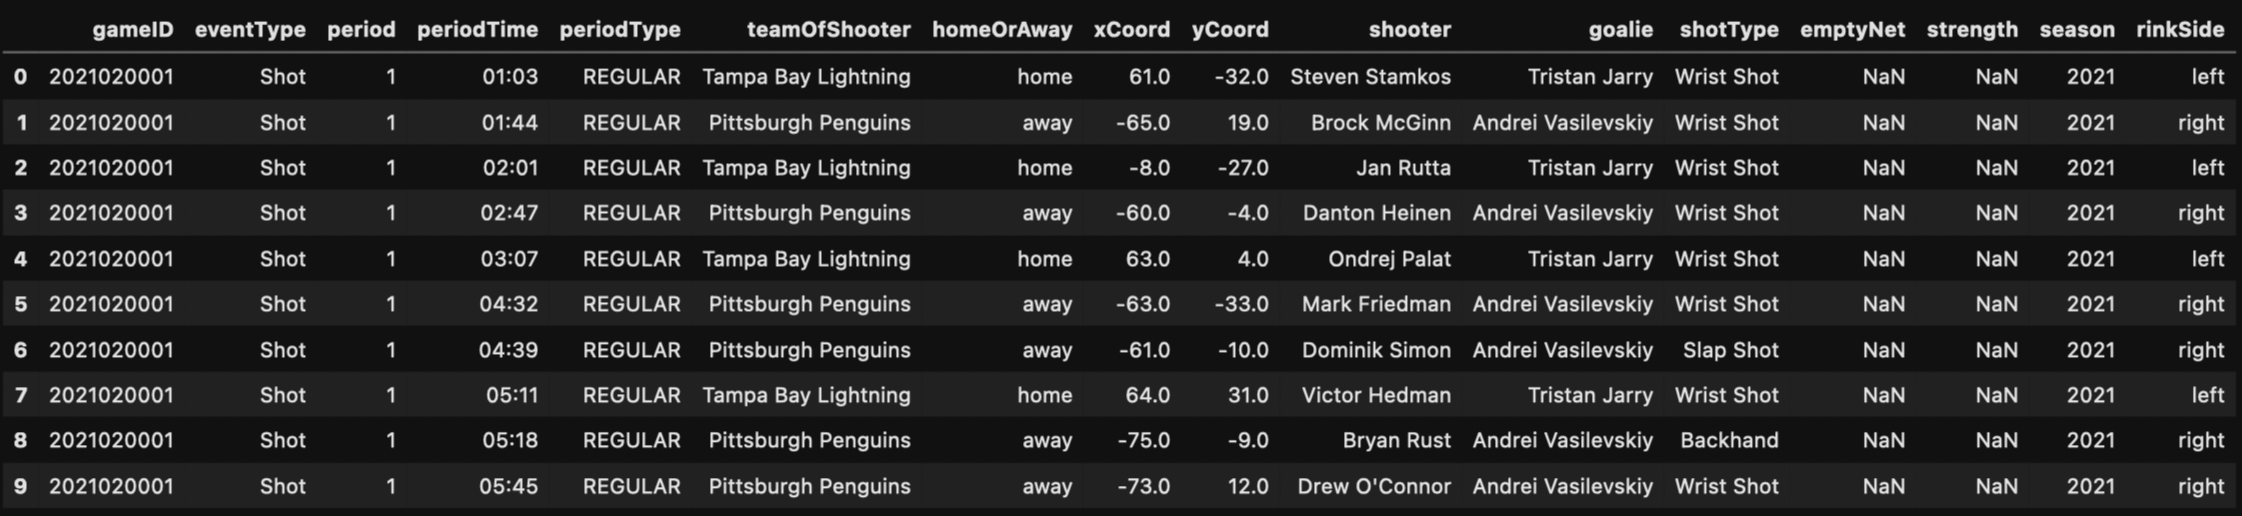 gameID eventType period periodTime periodType teamOfShooter homeOrAway xCoord yCoord shooter goalie shotType emptyNet strength season rinkSide
0 2021020001 Shot 1 01:03 REGULAR Tampa Bay Lightning home 61.0 -32.0 Steven Stamkos Tristan Jarry Wrist Shot NaN NaN 2021 left
1 2021020001 Shot 1 01:44 REGULAR Pittsburgh Penguins away -65.0 19.0 Brock McGinn Andrei Vasilevskiy Wrist Shot NaN NaN 2021 right
2 2021020001 Shot 1 02:01 REGULAR Tampa Bay Lightning home -8.0 -27.0 Jan Rutta Tristan Jarry Wrist Shot NaN NaN 2021 left
3 2021020001 Shot 1 02:47 REGULAR Pittsburgh Penguins away -60.0 -4.0 Danton Heinen Andrei Vasilevskiy Wrist Shot NaN NaN 2021 right
4 2021020001 Shot 1 03:07 REGULAR Tampa Bay Lightning home 63.0 4.0 Ondrej Palat Tristan Jarry Wrist Shot NaN NaN 2021 left
5 2021020001 Shot 1 04:32 REGULAR Pittsburgh Penguins away -63.0 -33.0 Mark Friedman Andrei Vasilevskiy Wrist Shot NaN NaN 2021 right
6 2021020001 Shot 1 04:39 REGULAR Pittsburgh Penguins away -61.0 -10.0 Dominik Simon Andrei Vasilevskiy Slap Shot NaN NaN 2021 right
7 2021020001 Shot 1 05:11 REGULAR Tampa Bay Lightning home 64.0 31.0 Victor Hedman Tristan Jarry Wrist Shot NaN NaN 2021 left
8 2021020001 Shot 1 05:18 REGULAR Pittsburgh Penguins away -75.0 -9.0 Bryan Rust Andrei Vasilevskiy Backhand NaN NaN 2021 right
9 2021020001 Shot 1 05:45 REGULAR Pittsburgh Penguins away -73.0 12.0 Drew O'Connor Andrei Vasilevskiy Wrist Shot NaN NaN 2021 right